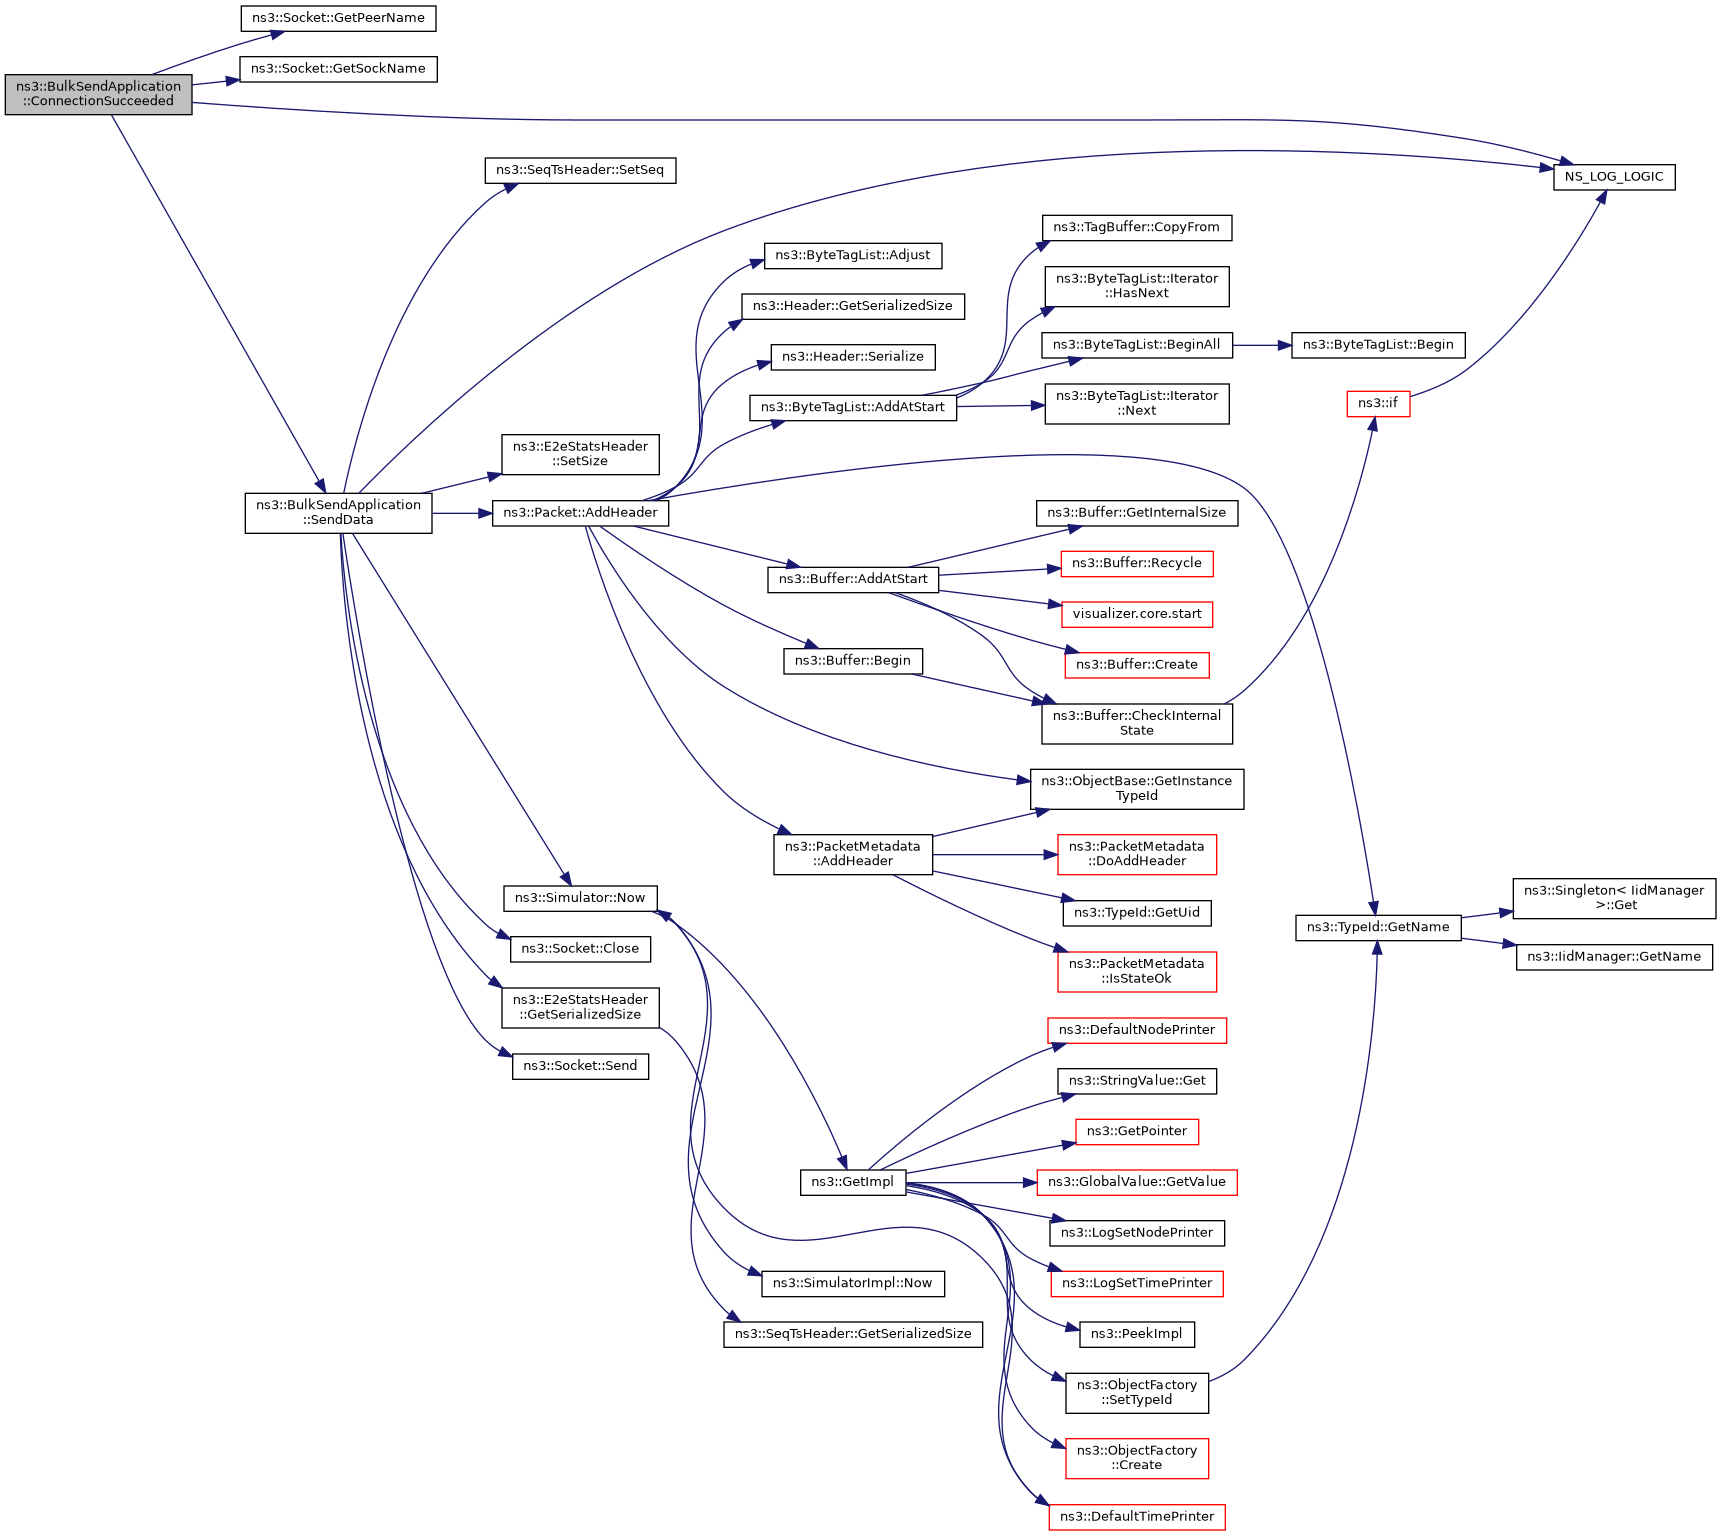 ns3::Socket::GetPeerName
ns3::Socket::GetSockName
ns3::BulkSendApplication
::ConnectionSucceeded
ns3::SeqTsHeader::SetSeq
NS_LOG_LOGIC
ns3::TagBuffer::CopyFrom
ns3::ByteTagList::Adjust
ns3::ByteTagList::Iterator
::HasNext
ns3::Header::GetSerializedSize
ns3::ByteTagList::BeginAll
ns3::ByteTagList::Begin
ns3::Header::Serialize
ns3::ByteTagList::AddAtStart
ns3::ByteTagList::Iterator
::Next
ns3::if
ns3::E2eStatsHeader
::SetSize
ns3::BulkSendApplication
::SendData
ns3::Packet::AddHeader
ns3::Buffer::GetInternalSize
ns3::Buffer::Recycle
ns3::Buffer::AddAtStart
visualizer.core.start
ns3::Buffer::Begin
ns3::Buffer::Create
ns3::Buffer::CheckInternal
State
ns3::ObjectBase::GetInstance
TypeId
ns3::PacketMetadata
::AddHeader
ns3::PacketMetadata
::DoAddHeader
ns3::Simulator::Now
ns3::TypeId::GetUid
ns3::TypeId::GetName
ns3::Singleton< IidManager
>::Get
ns3::IidManager::GetName
ns3::Socket::Close
ns3::PacketMetadata
::IsStateOk
ns3::E2eStatsHeader
::GetSerializedSize
ns3::DefaultNodePrinter
ns3::Socket::Send
ns3::StringValue::Get
ns3::GetPointer
ns3::GetImpl
ns3::GlobalValue::GetValue
ns3::LogSetNodePrinter
ns3::SimulatorImpl::Now
ns3::LogSetTimePrinter
ns3::SeqTsHeader::GetSerializedSize
ns3::PeekImpl
ns3::ObjectFactory
::SetTypeId
ns3::ObjectFactory
::Create
ns3::DefaultTimePrinter